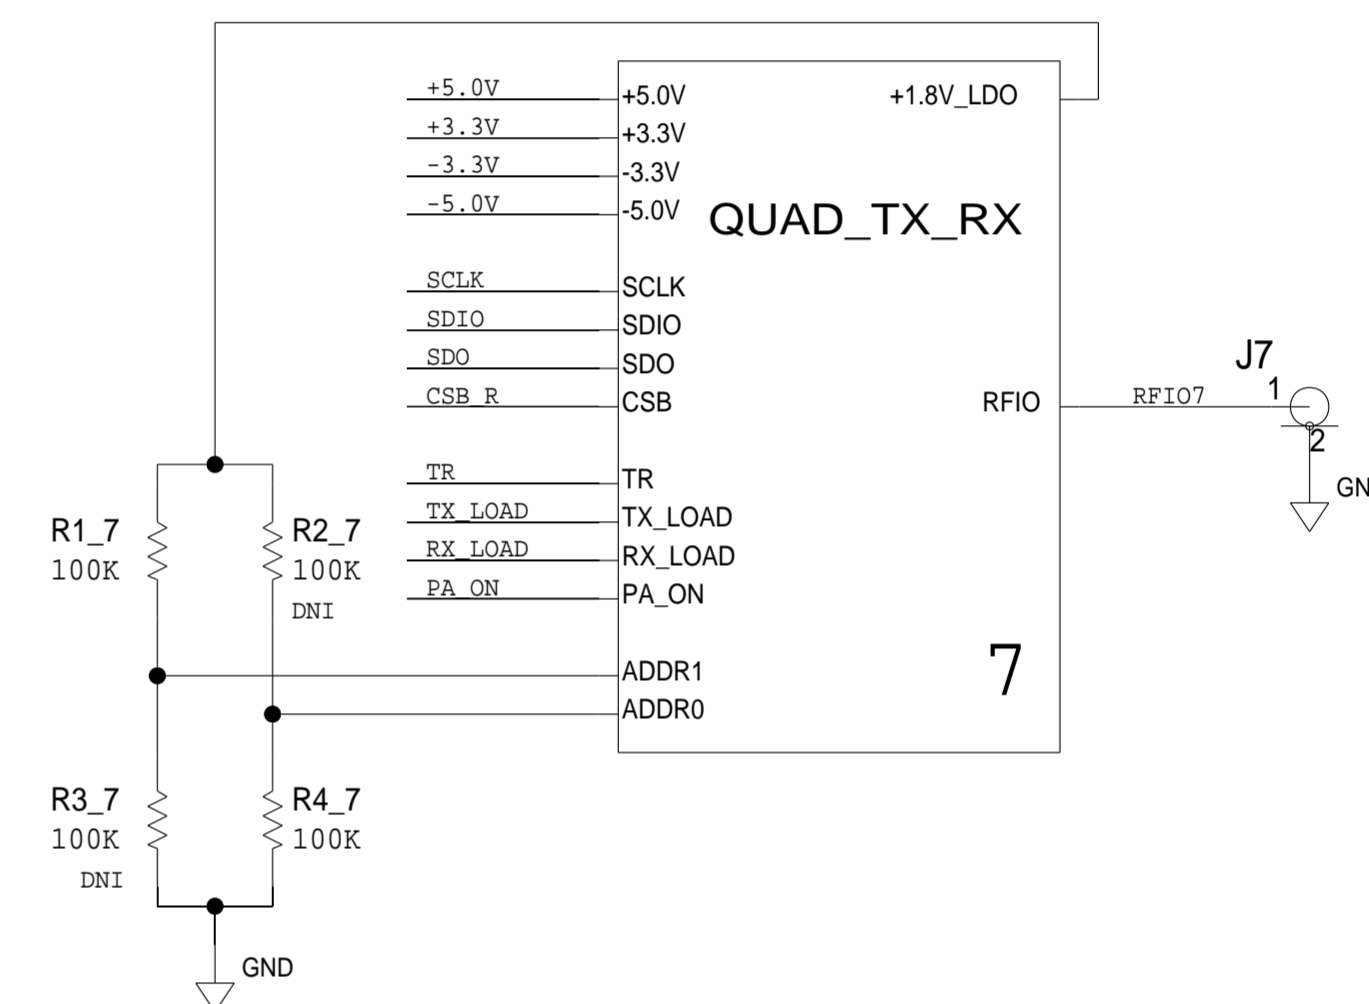 +5.0V +5.0V +1.8V_LDO
+3.3V +3.3V
-3.3V -3.3V
-5.0V -5.0V
QUAD_TX_RX
SCLK SCLK
SDIO SDIO
SDO SDO
CSB_R CSB RFIO RFIO7 1
J7
2
TR TR
GN
TX_LOAD TX_LOAD
R1_7 R2_7
RX_LOAD RX_LOAD
100K 100K
PA_ON PA_ON
DNI
ADDR1
7
ADDR0
R3_7 R4_7
100K 100K
DNI
GND